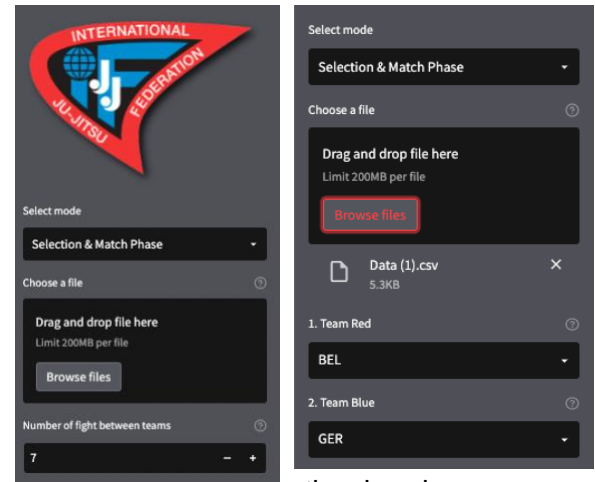 INTERNATIONAL
JU-JITSU
FEDERATION
JJ
IF
Select mode
Selection & Match Phase
Choose a file
Drag and drop file here
Limit 200MB per file
Browse files
Number of fight between teams
7
Select mode
Selection & Match Phase
Choose a file
Drag and drop file here
Limit 200MB per file
Browse files
Data (1).csv
5.3KB
1. Team Red
BEL
2. Team Blue
GER